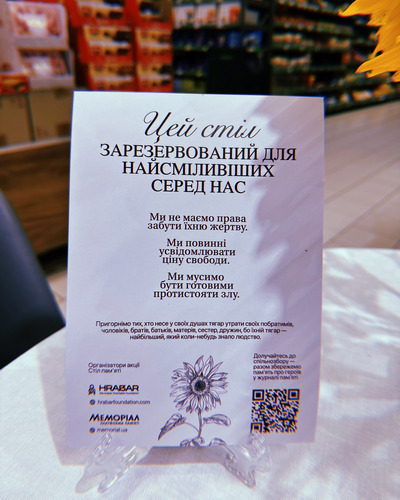 Цей стіл
ЗАРЕЗЕРВОВАНИЙ ДЛЯ
НАЙСМІЛИВІШИХ
СЕРЕД НАС
Ми не маємо права
забути їхню жертву.
Ми повинні
усвідомлювати
ціну свободи.
Ми мусимо
бути готовими
протистояти злу.
Пригорнімо тих, хто несе у своїх душах тягар утрати своїх побратимів,
чоловіків, братів, батьків, матерів, сестер, дружин, бо їхній тягар —
найбільший, який коли-небудь знало людство.
Організатори акції
Стіл пам'яті
HRABAR
hrabarfoundation.com
МЕМОРІАЛ
memorial.ua
Долучайтесь до
спільнозбору —
разом збережемо
пам'ять про героїв
у журналі пам'яті